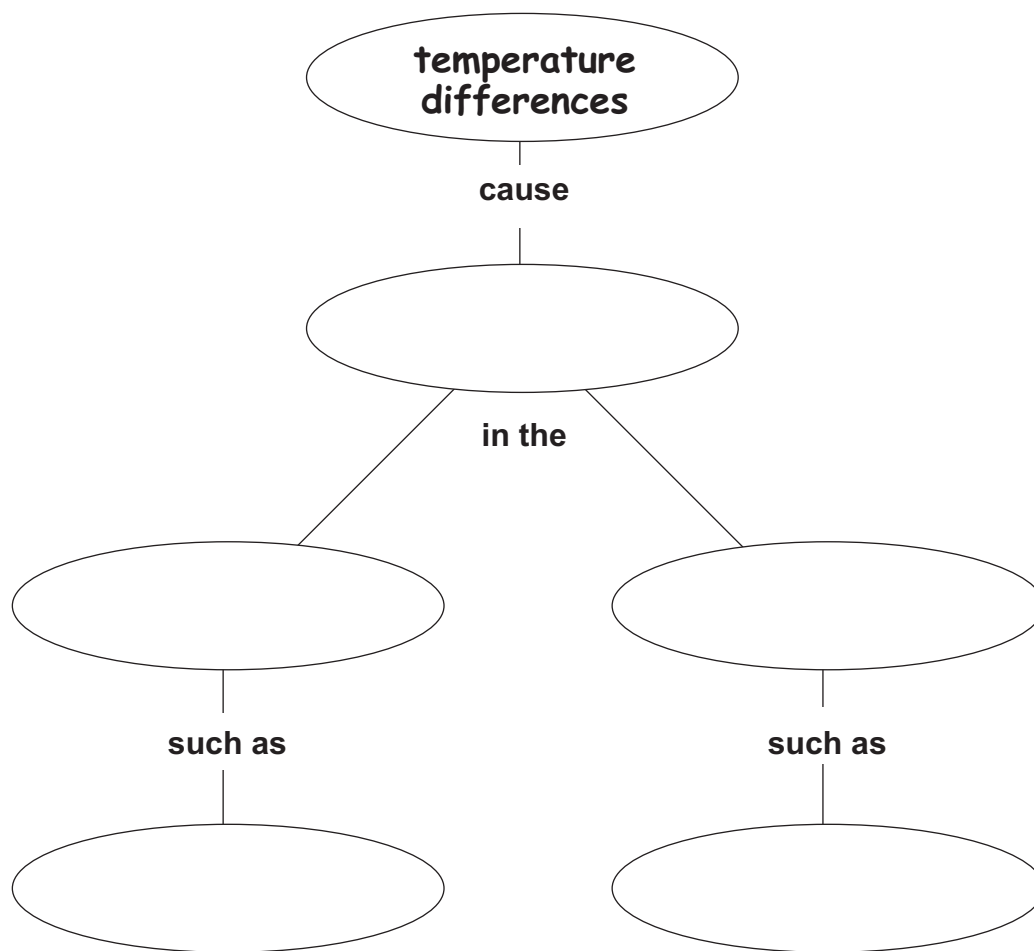 temperature
differences
cause
in the
such as
such as